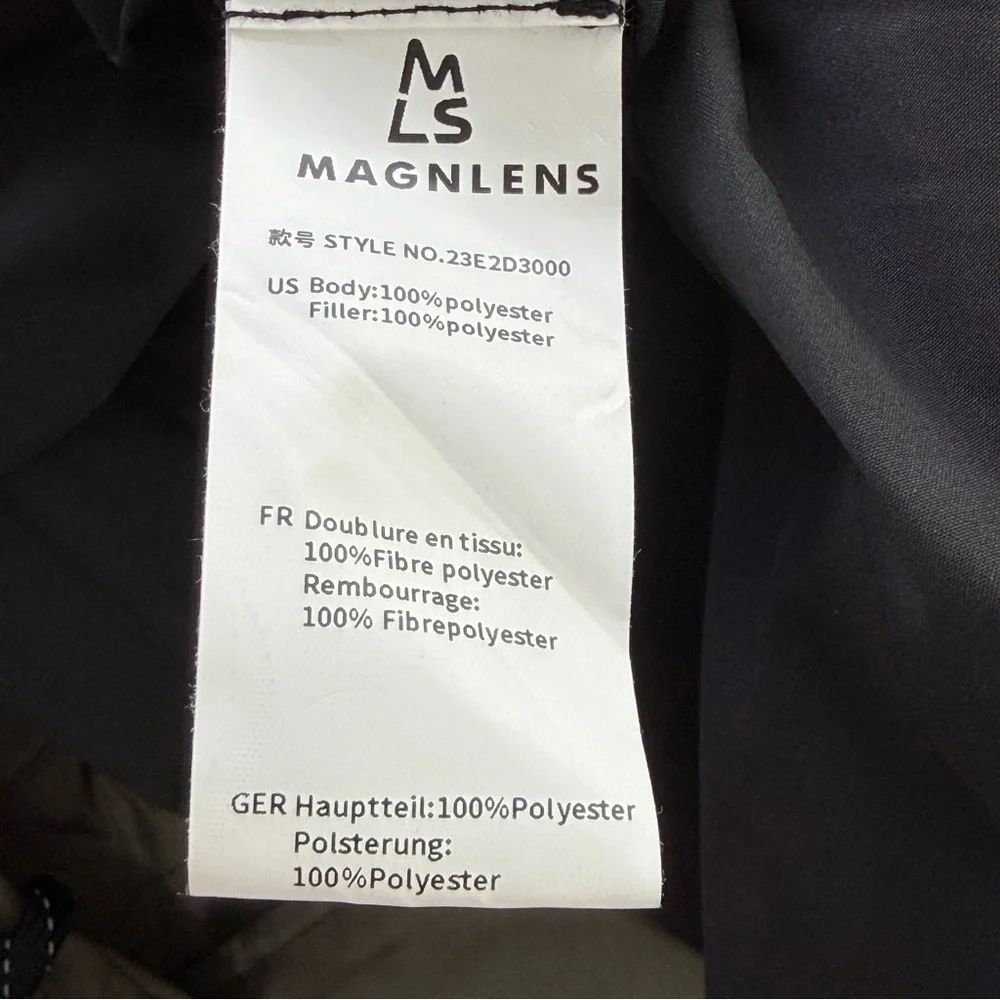 M
LS
MAGNLENS
款号 STYLE NO.23E2D3000
US Body:100%polyester
Filler:100%polyester
FR Doublure en tissu:
100%Fibre polyester
Rembourrage:
100% Fibrepolyester
GER Hauptteil:100%Polyester
Polsterung:
100%Polyester